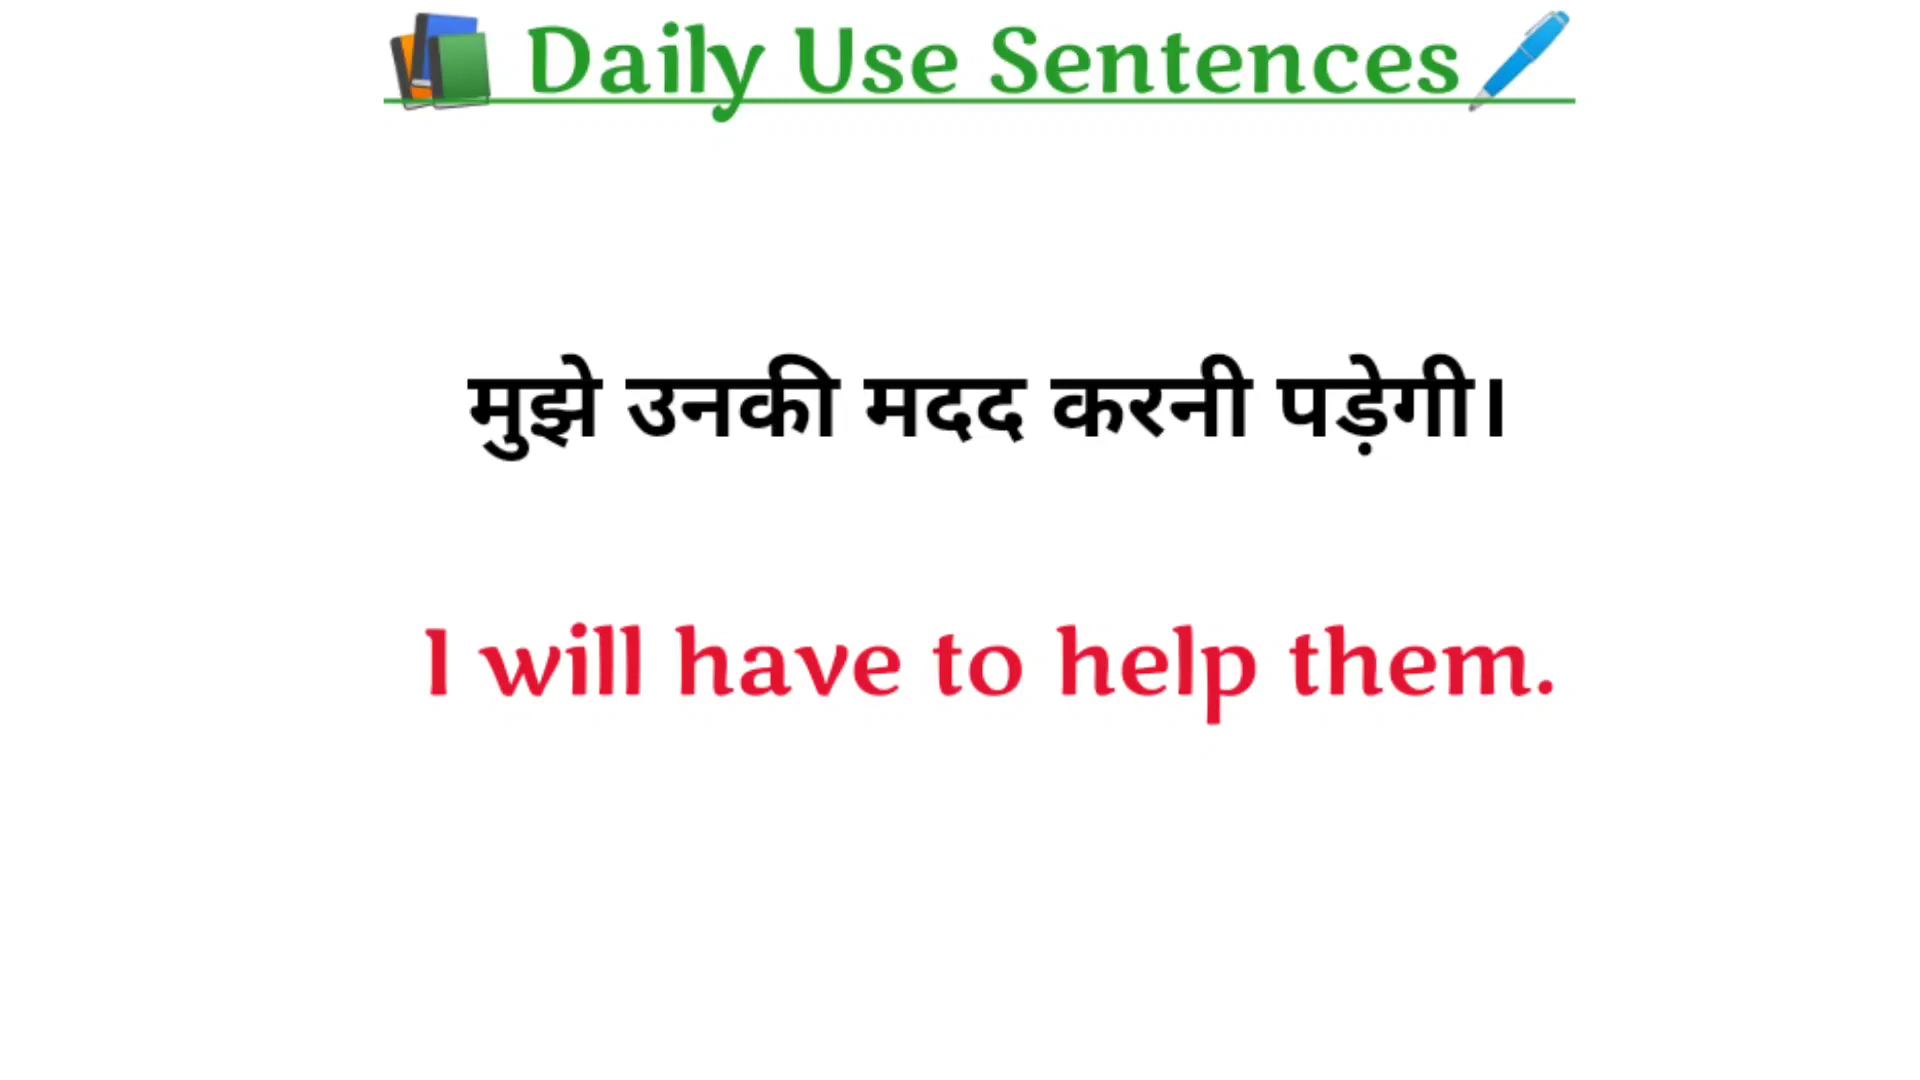 Daily Use Sentences
मुझे उनकी मदद करनी पड़ेगी।
I will have to help them.